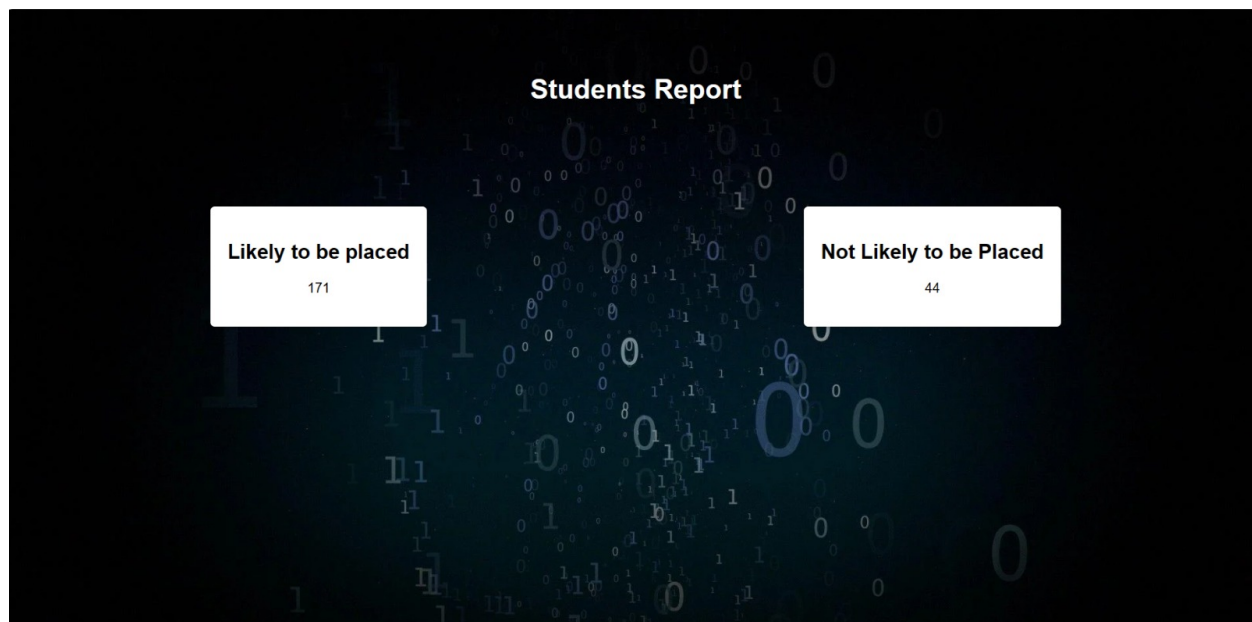 Students Report
Likely to be placed
171
Not Likely to be Placed
44